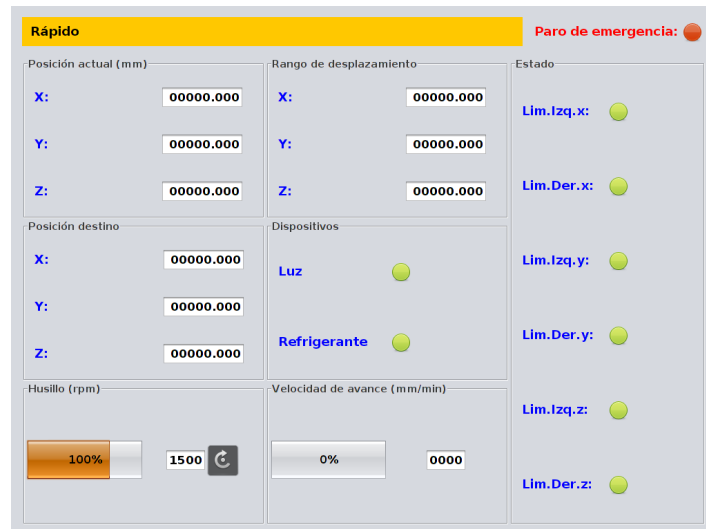 Rápido
Paro de emergencia:
Posición actual (mm)
X: 00000.000
Y: 00000.000
Z: 00000.000
Rango de desplazamiento
X: 00000.000
Y: 00000.000
Z: 00000.000
Estado
Lim.Izq.x:
Lim.Der.x:
Lim.Izq.y:
Lim.Der.y:
Lim.Izq.z:
Lim.Der.z:
Posición destino
X: 00000.000
Y: 00000.000
Z: 00000.000
Dispositivos
Luz
Refrigerante
Husillo (rpm)
100% 1500
Velocidad de avance (mm/min)
0% 0000